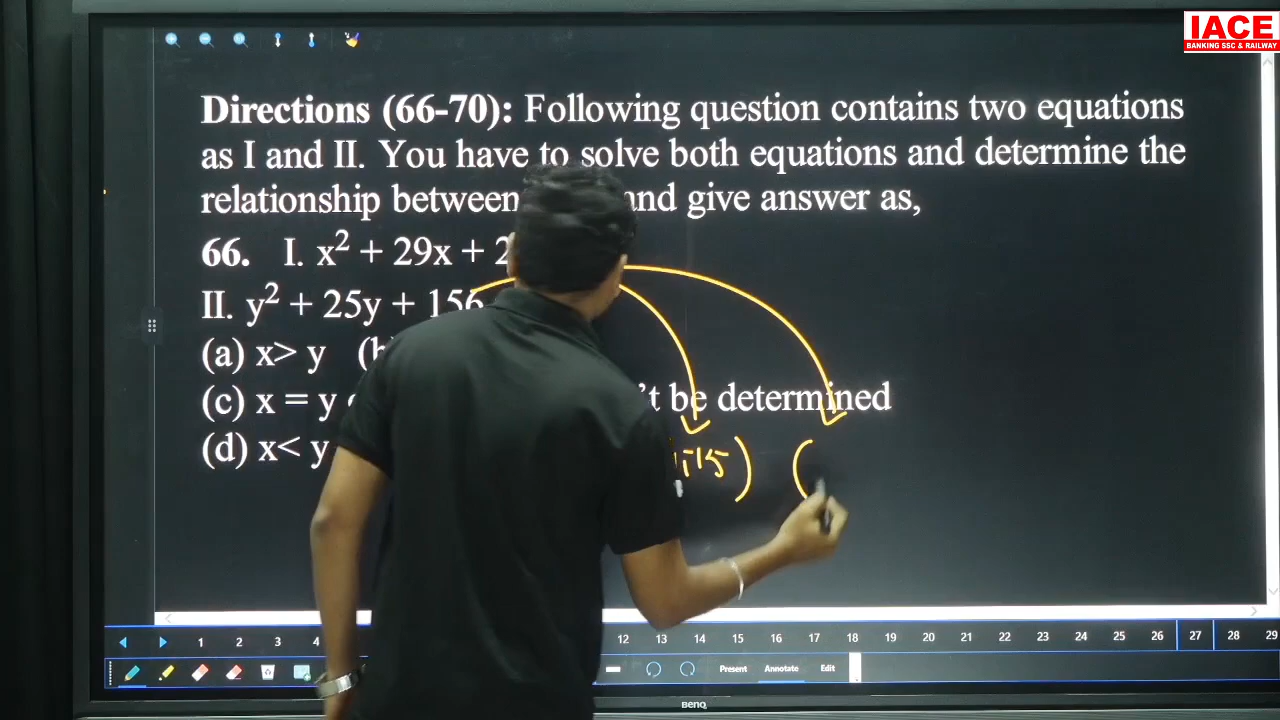 IACE
BANKING SSC & RAILWAY
Directions (66-70): Following question contains two equations
as I and II. You have to solve both equations and determine the
relationship between and give answer as,
66. I. x² + 29x + 2
II. y² + 25y + 156
(a) x> y
(c) x = y 't be determined
(d) x< y
1 2 3 4 12 13 14 15 16 17 18 19 20 21 22 23 24 25 26 27 28 29
Present Annotate Edit
BENQ